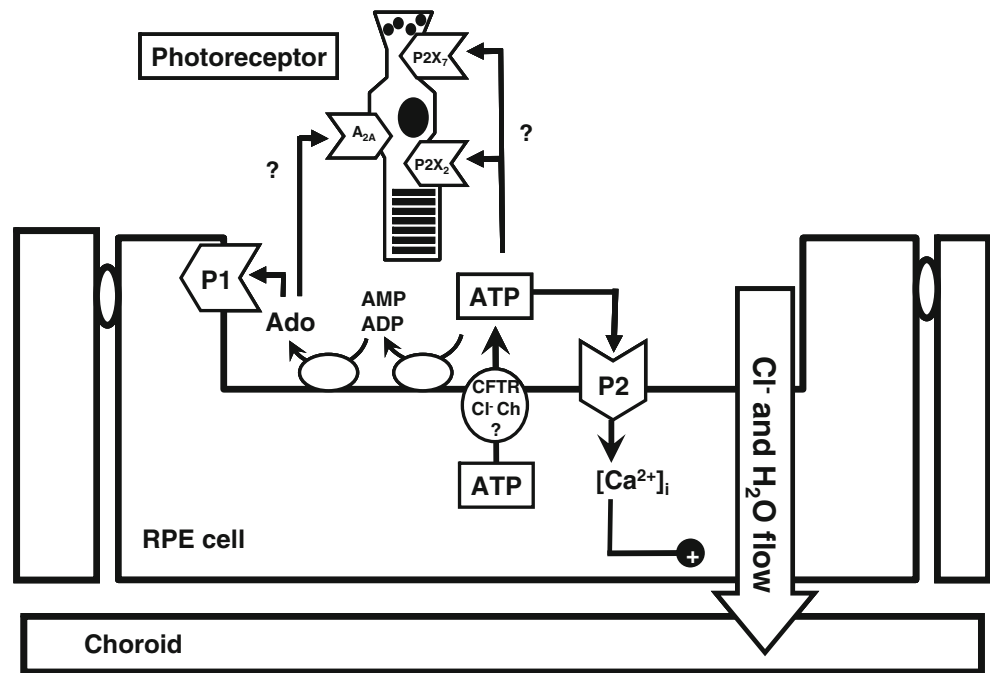 Photoreceptor
P2X₇
A₂A
P2X₂
?
?
P1
Ado
AMP
ADP
ATP
CFTR
Cl⁻ Ch
?
ATP
P2
[Ca²⁺]ᵢ
+
Cl⁻ and H₂O flow
RPE cell
Choroid